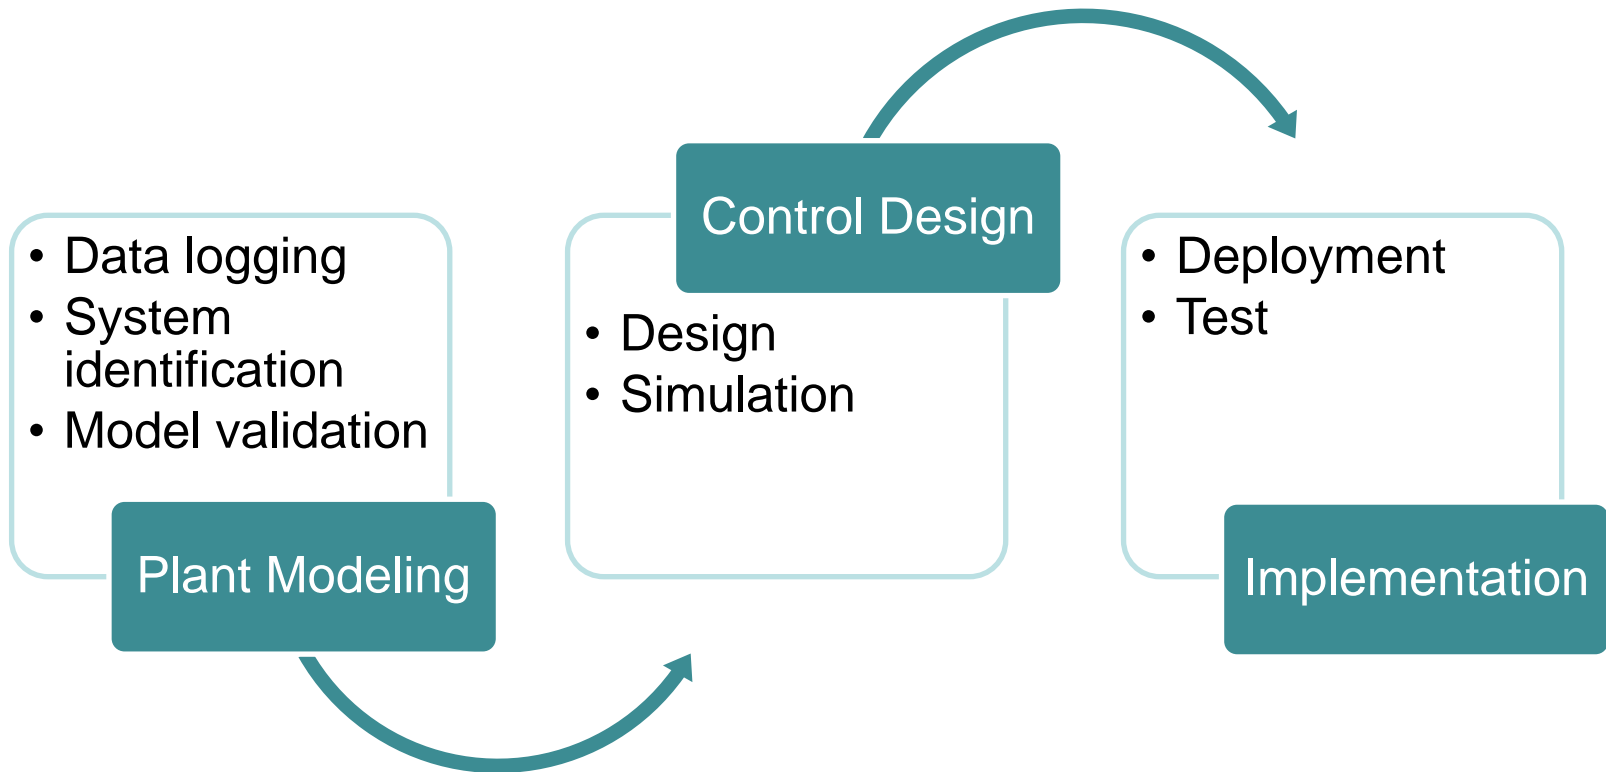 • Data logging
• System
identification
• Model validation
Plant Modeling
Control Design
• Design
• Simulation
• Deployment
• Test
Implementation